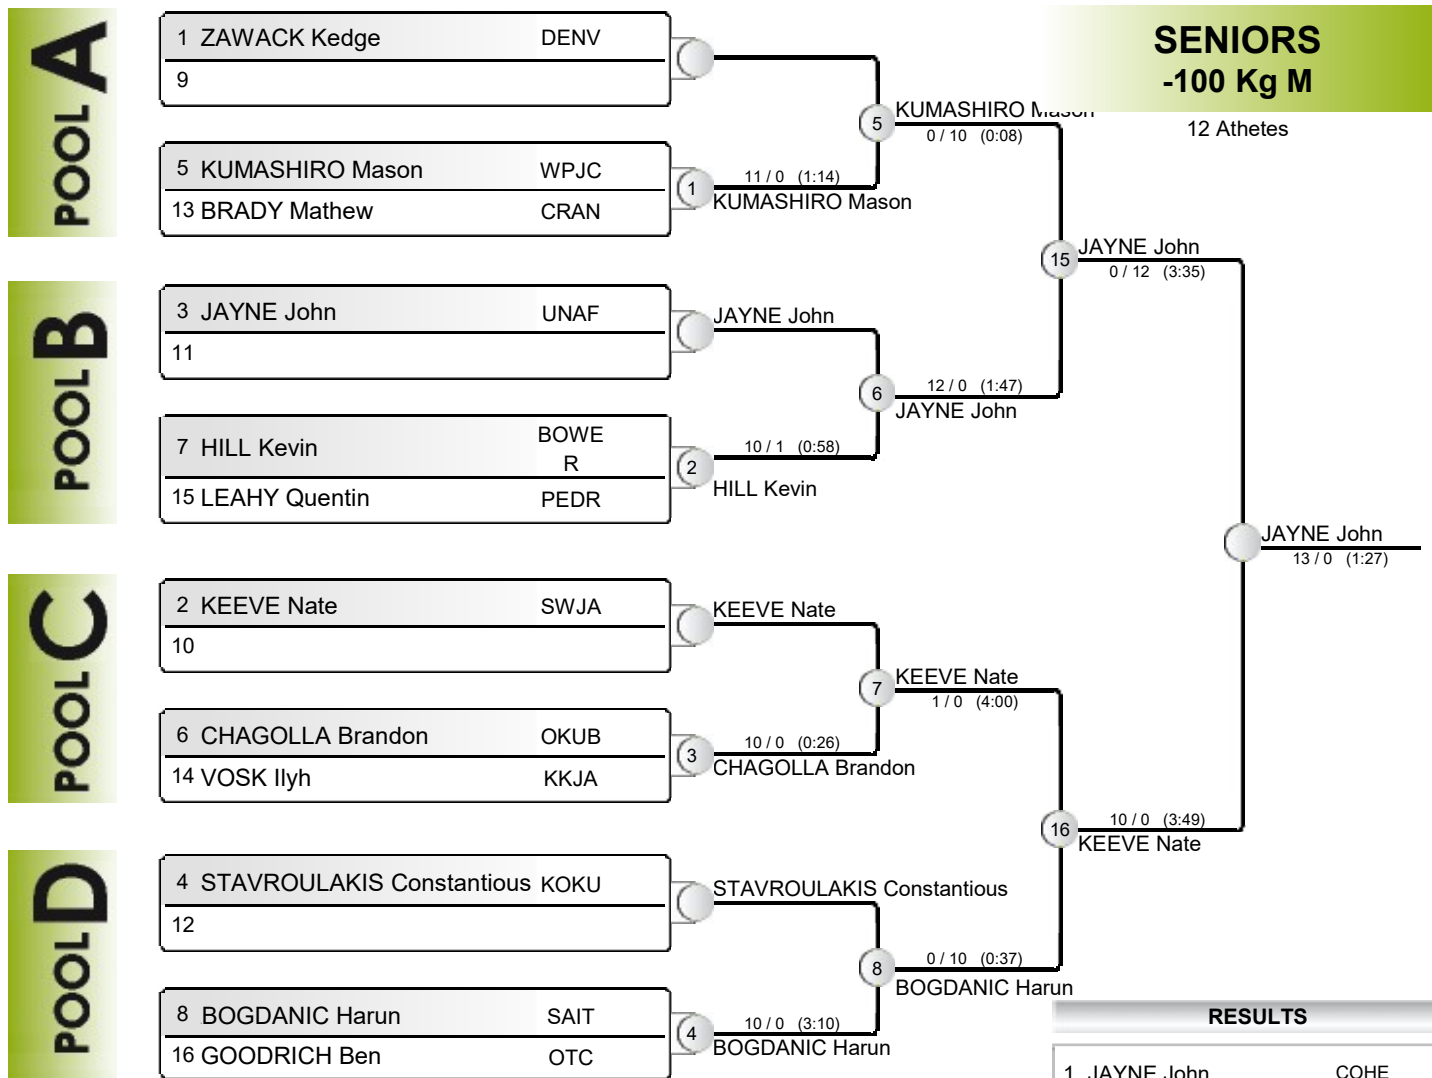 SENIORS
-100 Kg M
12 Athetes
POOL A
1 ZAWACK Kedge DENV
9
5 KUMASHIRO Mason WPJC
13 BRADY Mathew CRAN
1
11 / 0 (1:14)
KUMASHIRO Mason
5
KUMASHIRO Mason
0 / 10 (0:08)
POOL B
3 JAYNE John UNAF
11
JAYNE John
7 HILL Kevin BOWE
R
15 LEAHY Quentin PEDR
2
10 / 1 (0:58)
HILL Kevin
6
12 / 0 (1:47)
JAYNE John
15
JAYNE John
0 / 12 (3:35)
JAYNE John
13 / 0 (1:27)
POOL C
2 KEEVE Nate SWJA
10
KEEVE Nate
6 CHAGOLLA Brandon OKUB
14 VOSK Ilyh KKJA
3
10 / 0 (0:26)
CHAGOLLA Brandon
7
KEEVE Nate
1 / 0 (4:00)
16
10 / 0 (3:49)
KEEVE Nate
POOL D
4 STAVROULAKIS Constantious KOKU
12
STAVROULAKIS Constantious
8 BOGDANIC Harun SAIT
16 GOODRICH Ben OTC
4
10 / 0 (3:10)
BOGDANIC Harun
8
0 / 10 (0:37)
BOGDANIC Harun
RESULTS
1 JAYNE John COHE